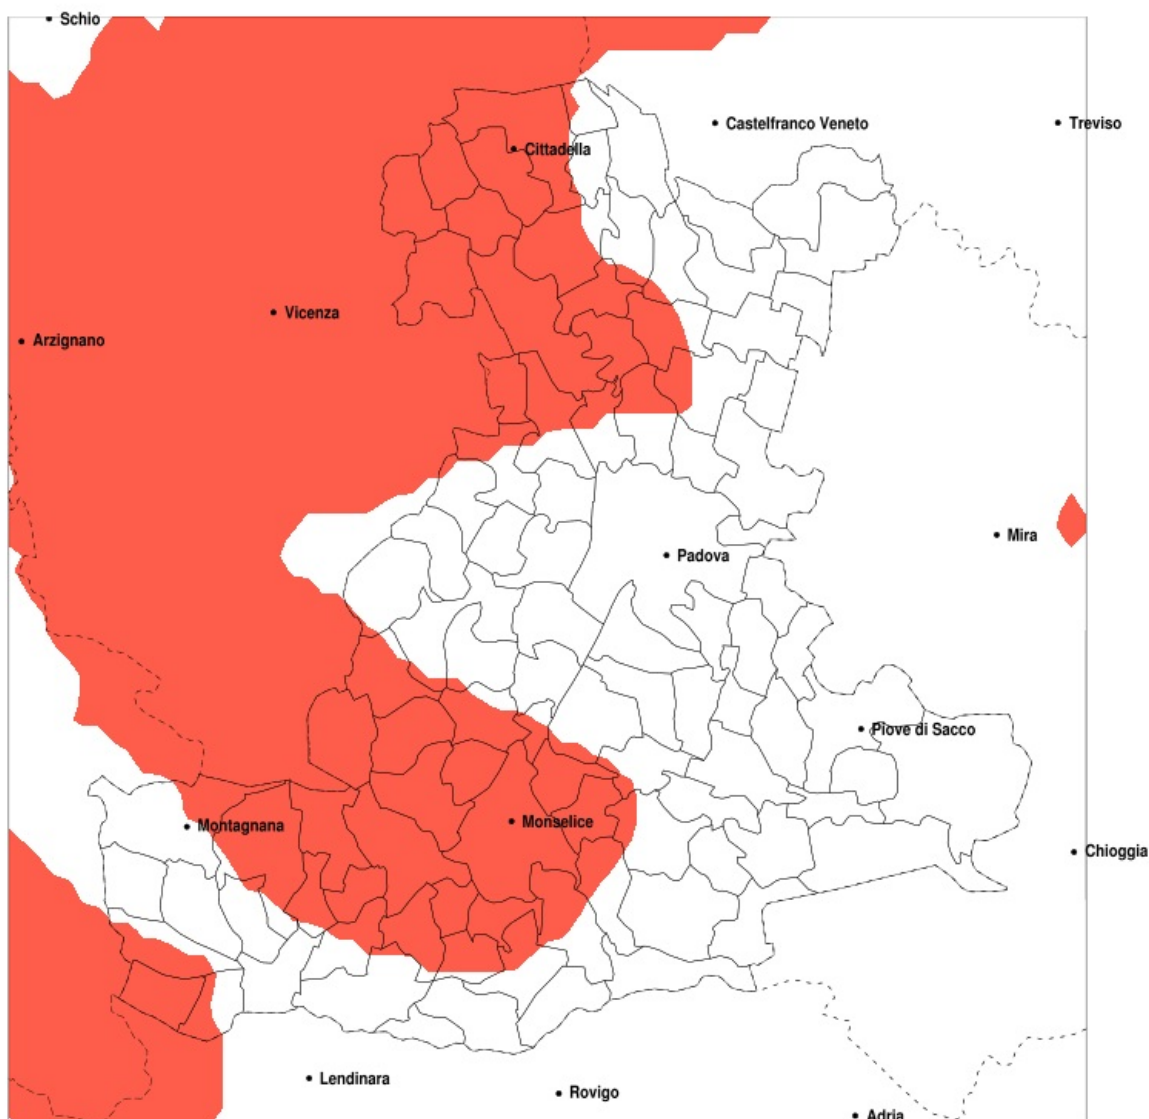 Schio
Castelfranco Veneto
Treviso
Cittadella
Vicenza
Arzignano
Mira
Padova
Piove di Sacco
Montagnana
Monselice
Chioggia
Lendinara
Rovigo
Adria